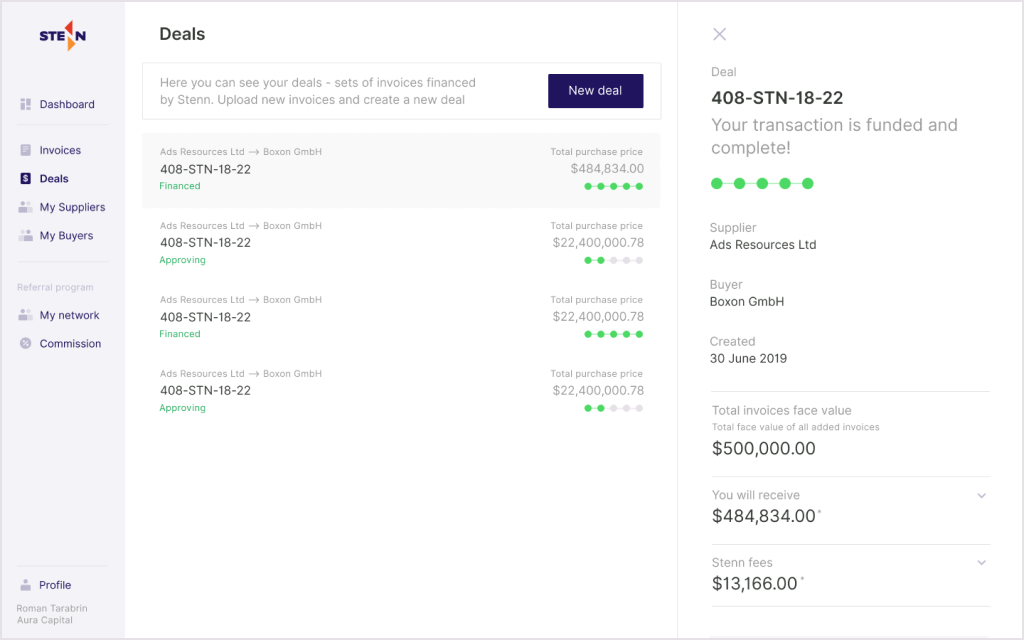 STENN
Dashboard
Invoices
Deals
My Suppliers
My Buyers
Referral program
My network
Commission
Profile
Roman Tarabrin
Aura Capital
Deals
Here you can see your deals - sets of invoices financed
by Stenn. Upload new invoices and create a new deal
New deal
Ads Resources Ltd → Boxon GmbH
Total purchase price
408-STN-18-22
$484,834.00
Financed
Ads Resources Ltd → Boxon GmbH
Total purchase price
408-STN-18-22
$22,400,000.78
Approving
Ads Resources Ltd → Boxon GmbH
Total purchase price
408-STN-18-22
$22,400,000.78
Financed
Ads Resources Ltd → Boxon GmbH
Total purchase price
408-STN-18-22
$22,400,000.78
Approving
Deal
408-STN-18-22
Your transaction is funded and
complete!
Supplier
Ads Resources Ltd
Buyer
Boxon GmbH
Created
30 June 2019
Total invoices face value
Total face value of all added invoices
$500,000.00
You will receive
$484,834.00*
Stenn fees
$13,166.00*